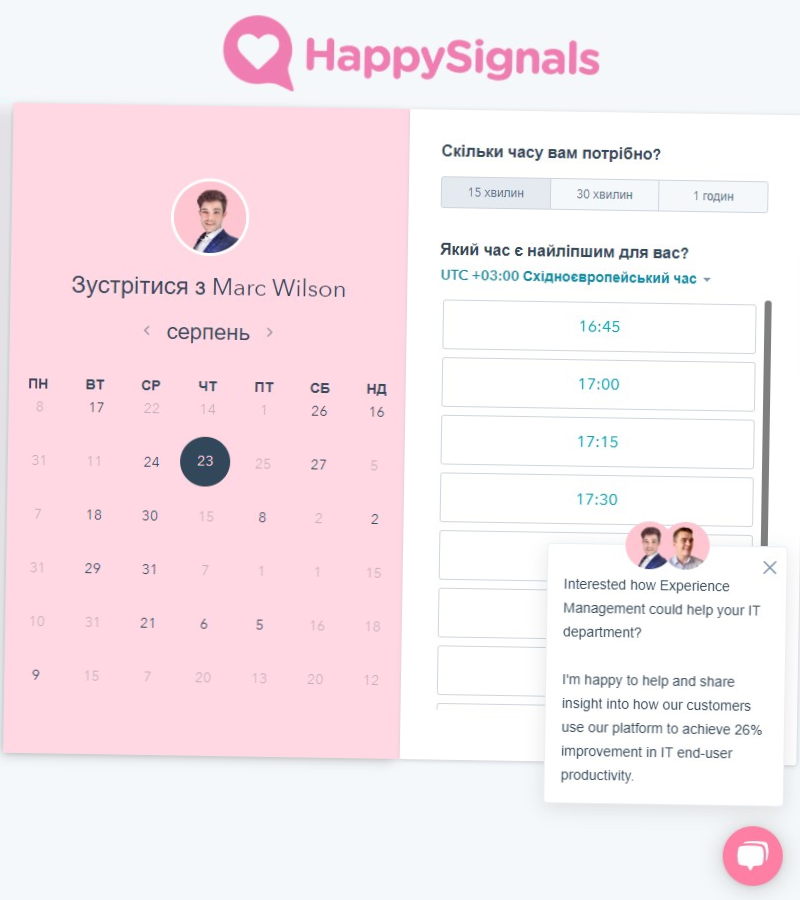 HappySignals
Зустрітися з Marc Wilson
серпень
ПН ВТ СР ЧТ ПТ СБ НД
8 17 22 14 1 26 16
31 11 24 23 25 27 5
7 18 30 15 8 2 2
31 29 31 7 1 1 15
10 31 21 6 5 16 18
9 15 7 20 13 20 12
Скільки часу вам потрібно?
15 хвилин 30 хвилин 1 годин
Який час є найліпшим для вас?
UTC +03:00 Східноєвропейський час
16:45
17:00
17:15
17:30
Interested how Experience
Management could help your IT
department?
I'm happy to help and share
insight into how our customers
use our platform to achieve 26%
improvement in IT end-user
productivity.